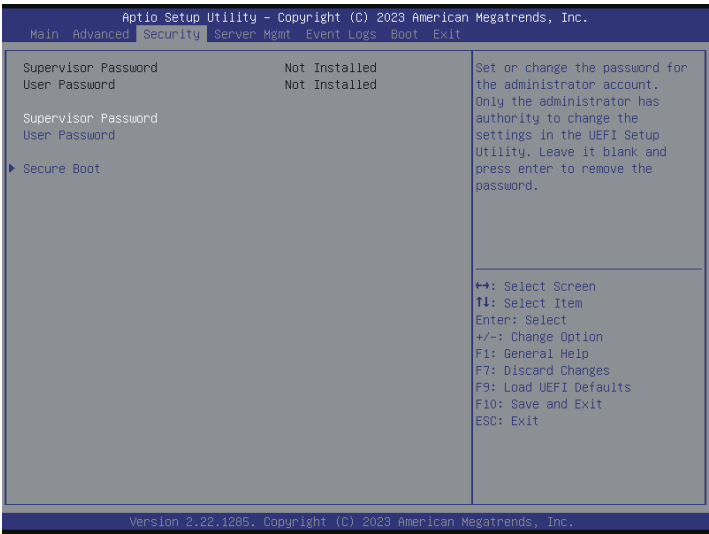 Aptio Setup Utility – Copyright (C) 2023 American Megatrends, Inc.
Main Advanced Security Server Mgmt Event Logs Boot Exit
Supervisor Password Not Installed
User Password Not Installed
Supervisor Password
User Password
Secure Boot
Set or change the password for
the administrator account.
Only the administrator has
authority to change the
settings in the UEFI Setup
Utility. Leave it blank and
press enter to remove the
password.
↔: Select Screen
↑↓: Select Item
Enter: Select
+/-: Change Option
F1: General Help
F7: Discard Changes
F9: Load UEFI Defaults
F10: Save and Exit
ESC: Exit
Version 2.22.1285. Copyright (C) 2023 American Megatrends, Inc.